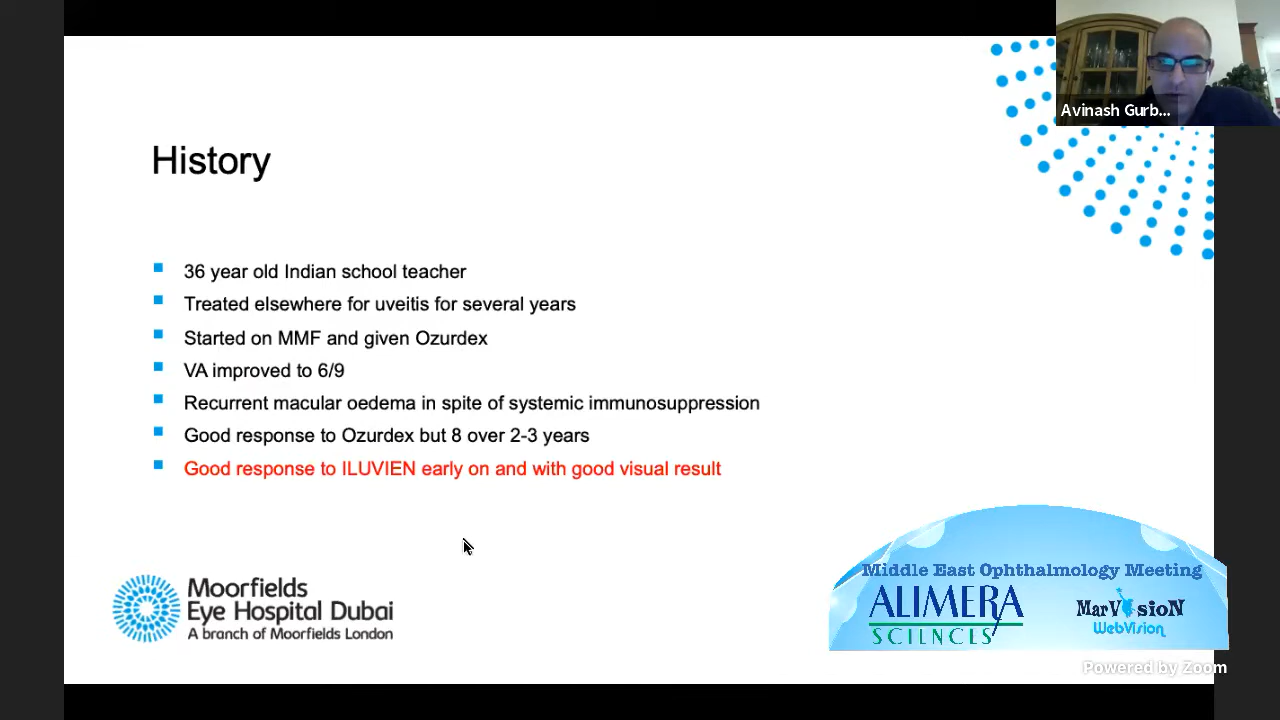 Avinash Gurb...
History
36 year old Indian school teacher
Treated elsewhere for uveitis for several years
Started on MMF and given Ozurdex
VA improved to 6/9
Recurrent macular oedema in spite of systemic immunosuppression
Good response to Ozurdex but 8 over 2-3 years
Good response to ILUVIEN early on and with good visual result
Moorfields
Eye Hospital Dubai
A branch of Moorfields London
Middle East Ophthalmology Meeting
ALIMERA
SCIENCES
MarVision
WebVision
Powered by Zoom